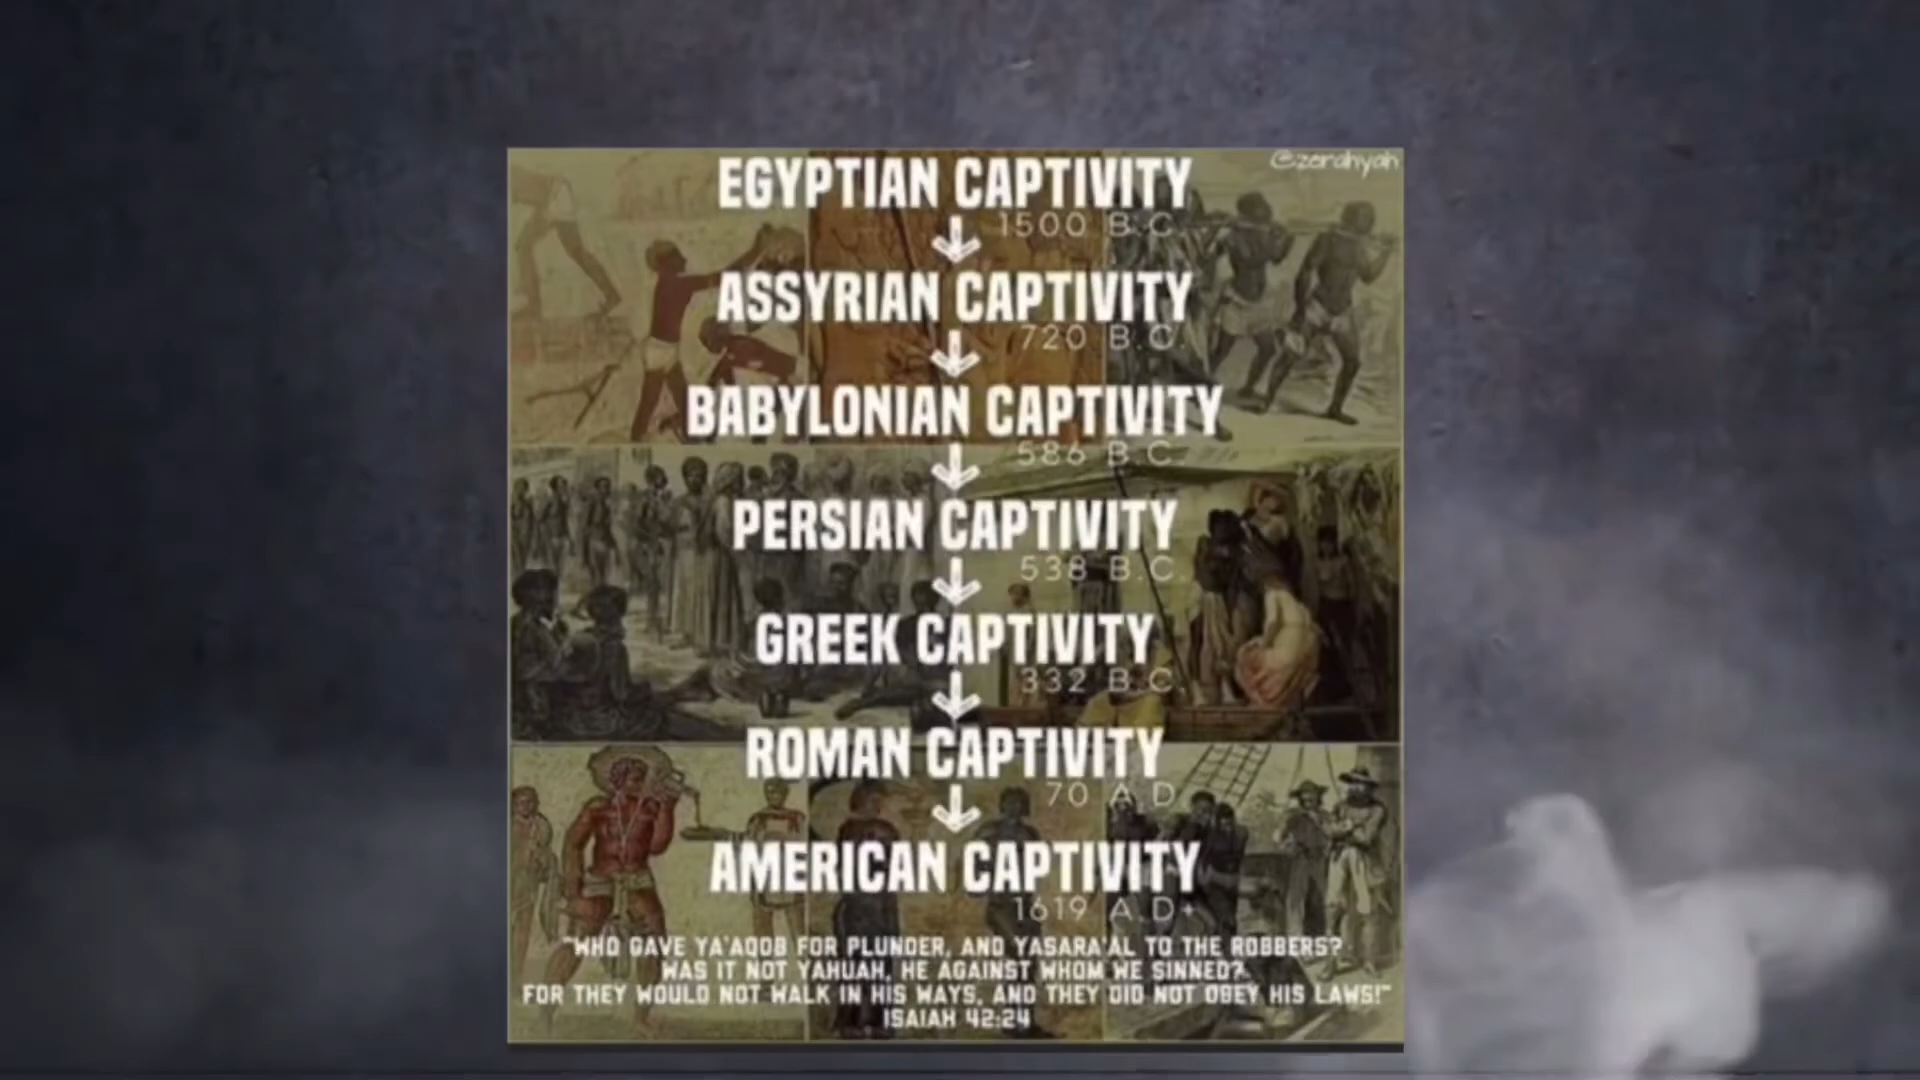 @zerahyah
EGYPTIAN CAPTIVITY
1500 B.C.
ASSYRIAN CAPTIVITY
720 B.C.
BABYLONIAN CAPTIVITY
586 B.C.
PERSIAN CAPTIVITY
538 B.C.
GREEK CAPTIVITY
332 B.C.
ROMAN CAPTIVITY
70 A.D
AMERICAN CAPTIVITY
1619 A.D+
"WHO GAVE YA'AQOB FOR PLUNDER, AND YASARA'AL TO THE ROBBERS?
WAS IT NOT YAHUAH, HE AGAINST WHOM WE SINNED?
FOR THEY WOULD NOT WALK IN HIS WAYS, AND THEY DID NOT OBEY HIS LAWS!"
ISAIAH 42:24